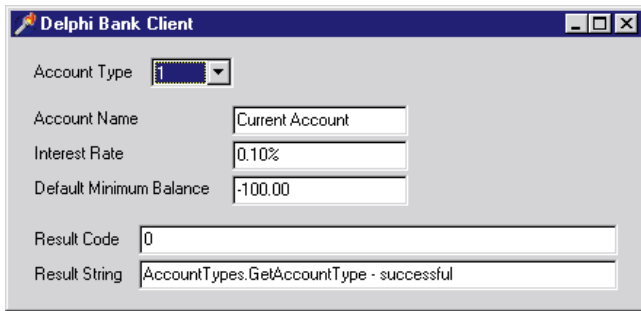 Delphi Bank Client
Account Type 1
Account Name Current Account
Interest Rate 0.10%
Default Minimum Balance -100.00
Result Code 0
Result String AccountTypes.GetAccountType - successful